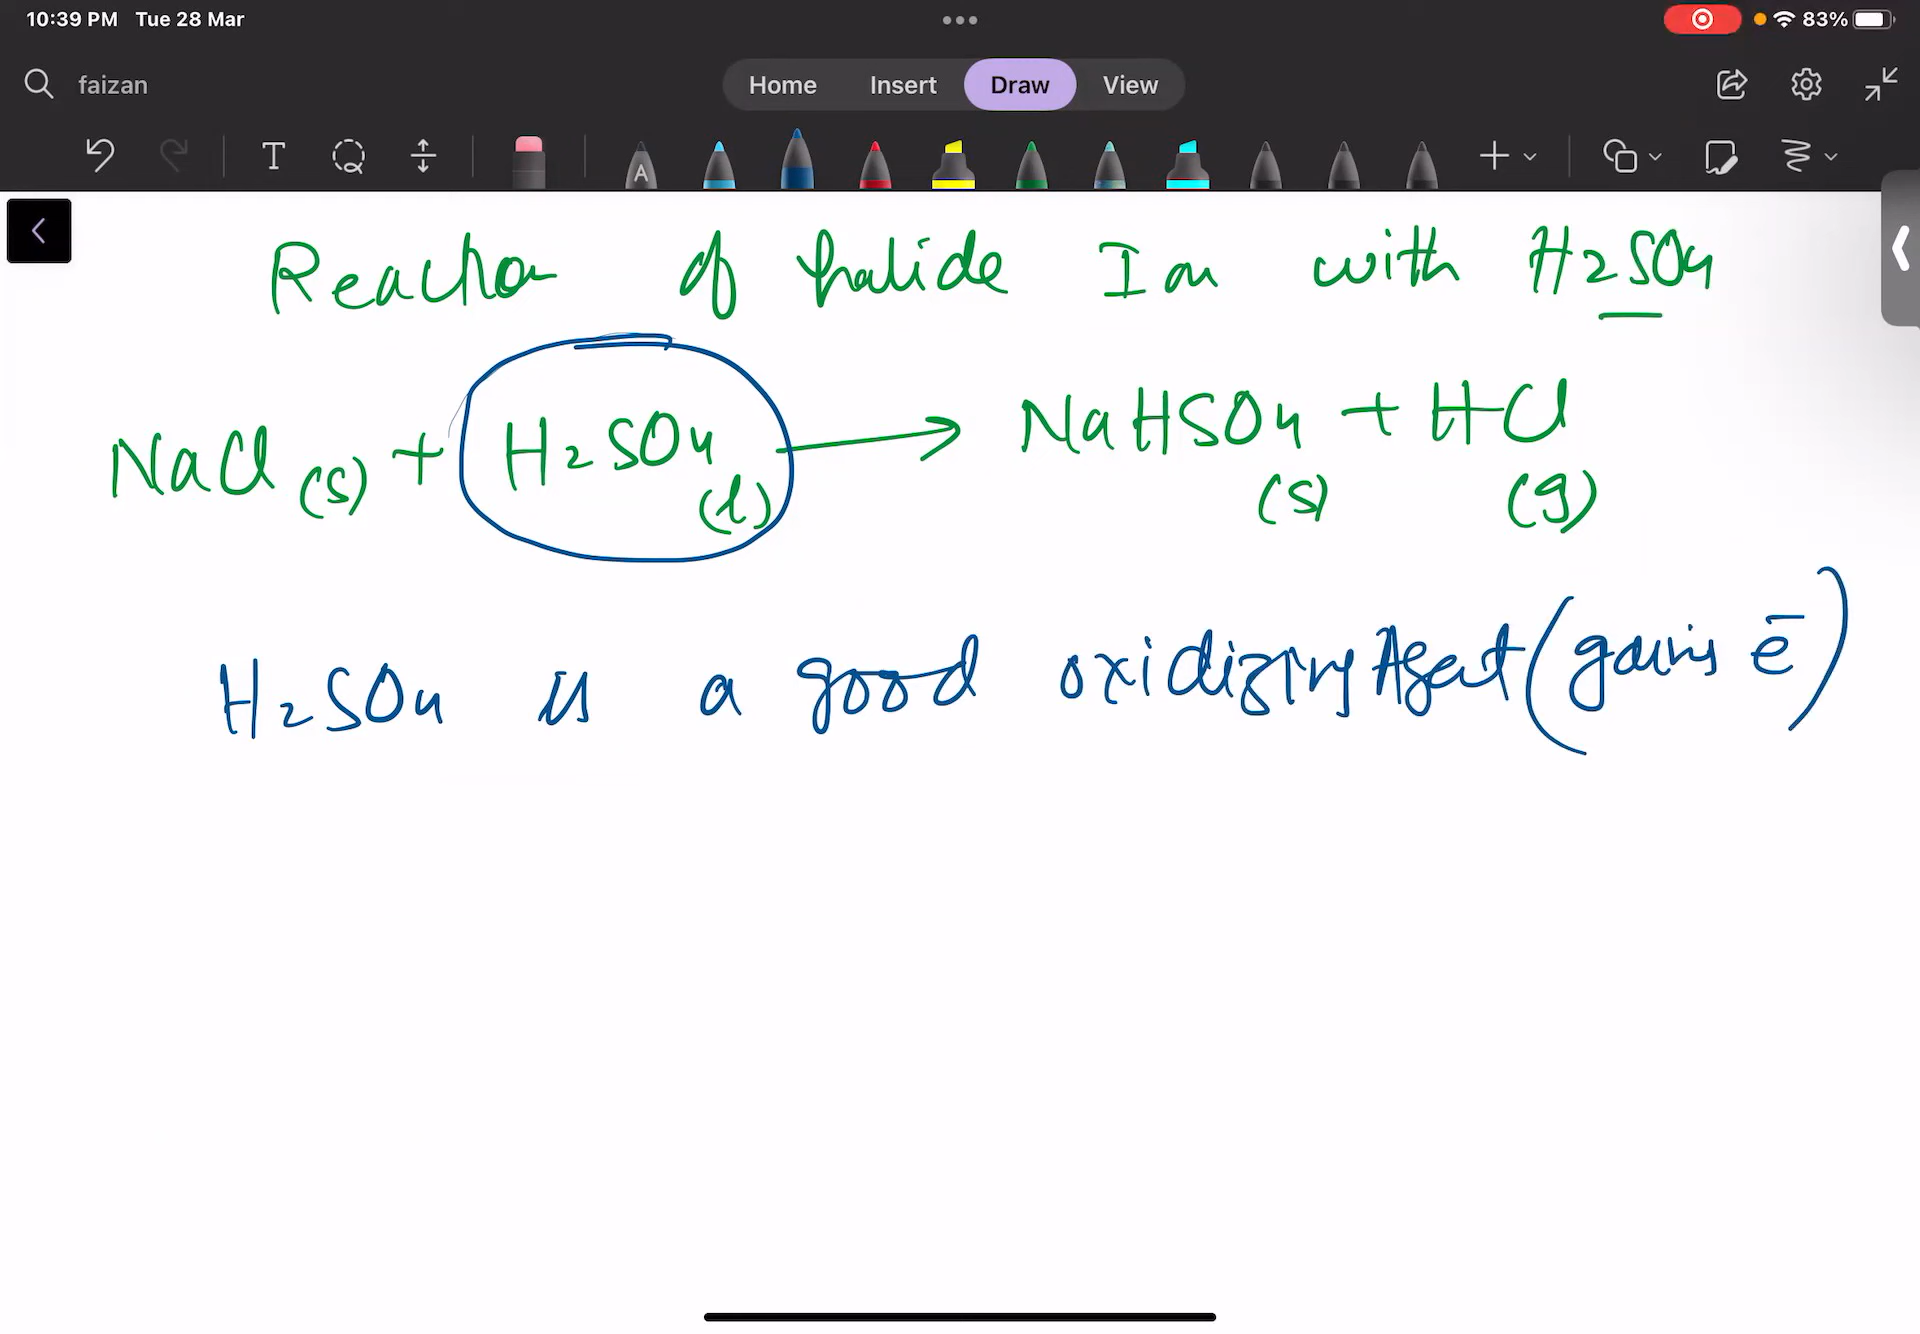 10:39 PM Tue 28 Mar
83%
faizan
Home Insert Draw View
T
A
Reaction of halide Ion with H2SO4
NaCl (s) + H2SO4 (l) → NaHSO4 (s) + HCl (g)
H2SO4 is a good oxidizing Agent (gains ē)